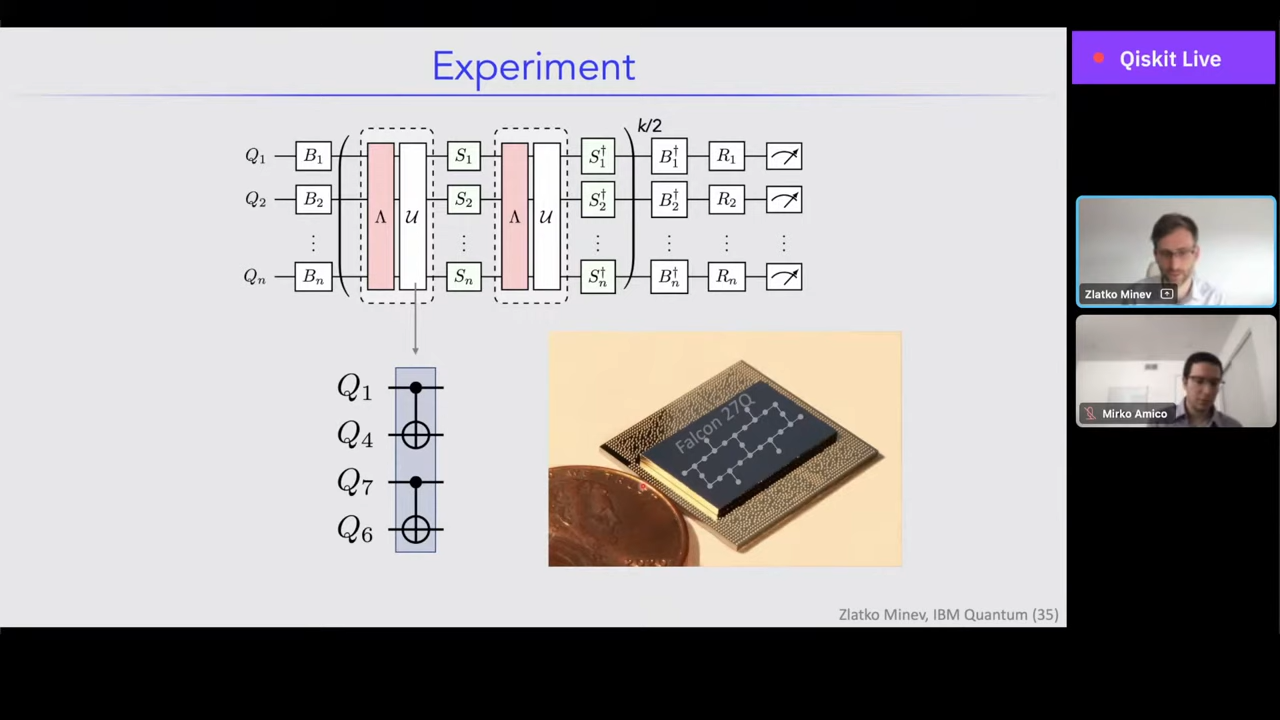 Experiment
Qiskit Live
k/2
Q₁ B₁ Λ 𝒰 S₁ Λ 𝒰 S₁† B₁† R₁
Q₂ B₂ S₂ S₂† B₂† R₂
⋮ ⋮ ⋮ ⋮ ⋮ ⋮
Qₙ Bₙ Sₙ Sₙ† Bₙ† Rₙ
Zlatko Minev
Q₁
Q₄
Q₇
Q₆
Falcon 27Q
Mirko Amico
Zlatko Minev, IBM Quantum (35)